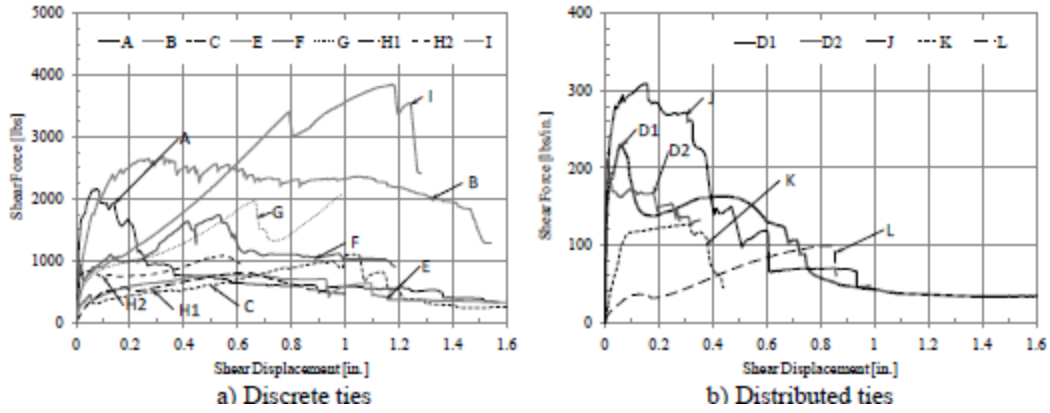 5000
4000
3000
2000
1000
0
Shear Force [lbs]
A B C E F G H1 H2 I
A
I
B
G
F
E
H2
H1
C
0 0.2 0.4 0.6 0.8 1 1.2 1.4 1.6
Shear Displacement [in.]
a) Discrete ties
400
300
200
100
0
Shear Force [lbs/in.]
D1 D2 J K L
J
D1
D2
K
L
0 0.2 0.4 0.6 0.8 1 1.2 1.4 1.6
Shear Displacement [in.]
b) Distributed ties